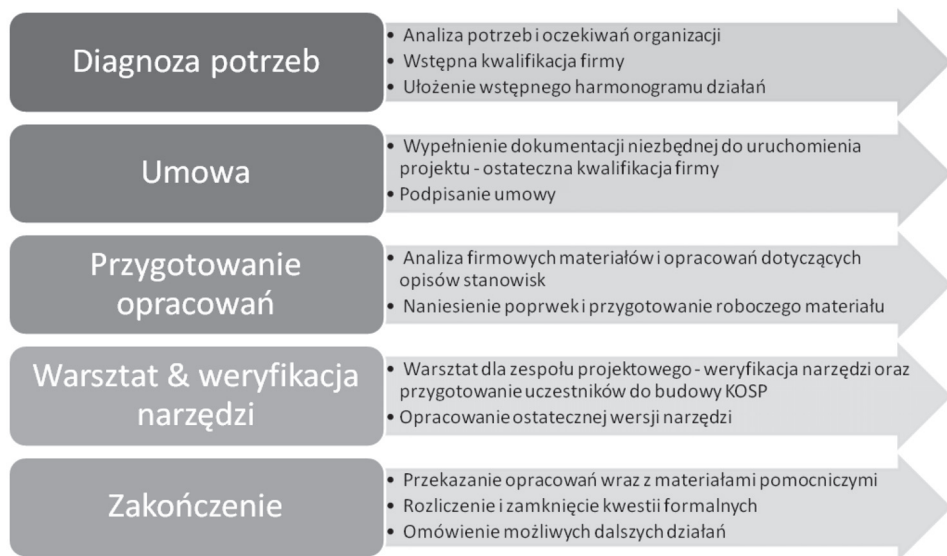 Diagnoza potrzeb
• Analiza potrzeb i oczekiwań organizacji
• Wstępna kwalifikacja firmy
• Ułożenie wstępnego harmonogramu działań
Umowa
• Wypełnienie dokumentacji niezbędnej do uruchomienia
projektu - ostateczna kwalifikacja firmy
• Podpisanie umowy
Przygotowanie
opracowań
• Analiza firmowych materiałów i opracowań dotyczących
opisów stanowisk
• Naniesienie poprwek i przygotowanie roboczego materiału
Warsztat & weryfikacja
narzędzi
• Warsztat dla zespołu projektowego - weryfikacja narzędzi oraz
przygotowanie uczestników do budowy KOSP
• Opracowanie ostatecznej wersji narzędzi
Zakończenie
• Przekazanie opracowań wraz z materiałami pomocniczymi
• Rozliczenie i zamknięcie kwestii formalnych
• Omówienie możliwych dalszych działań